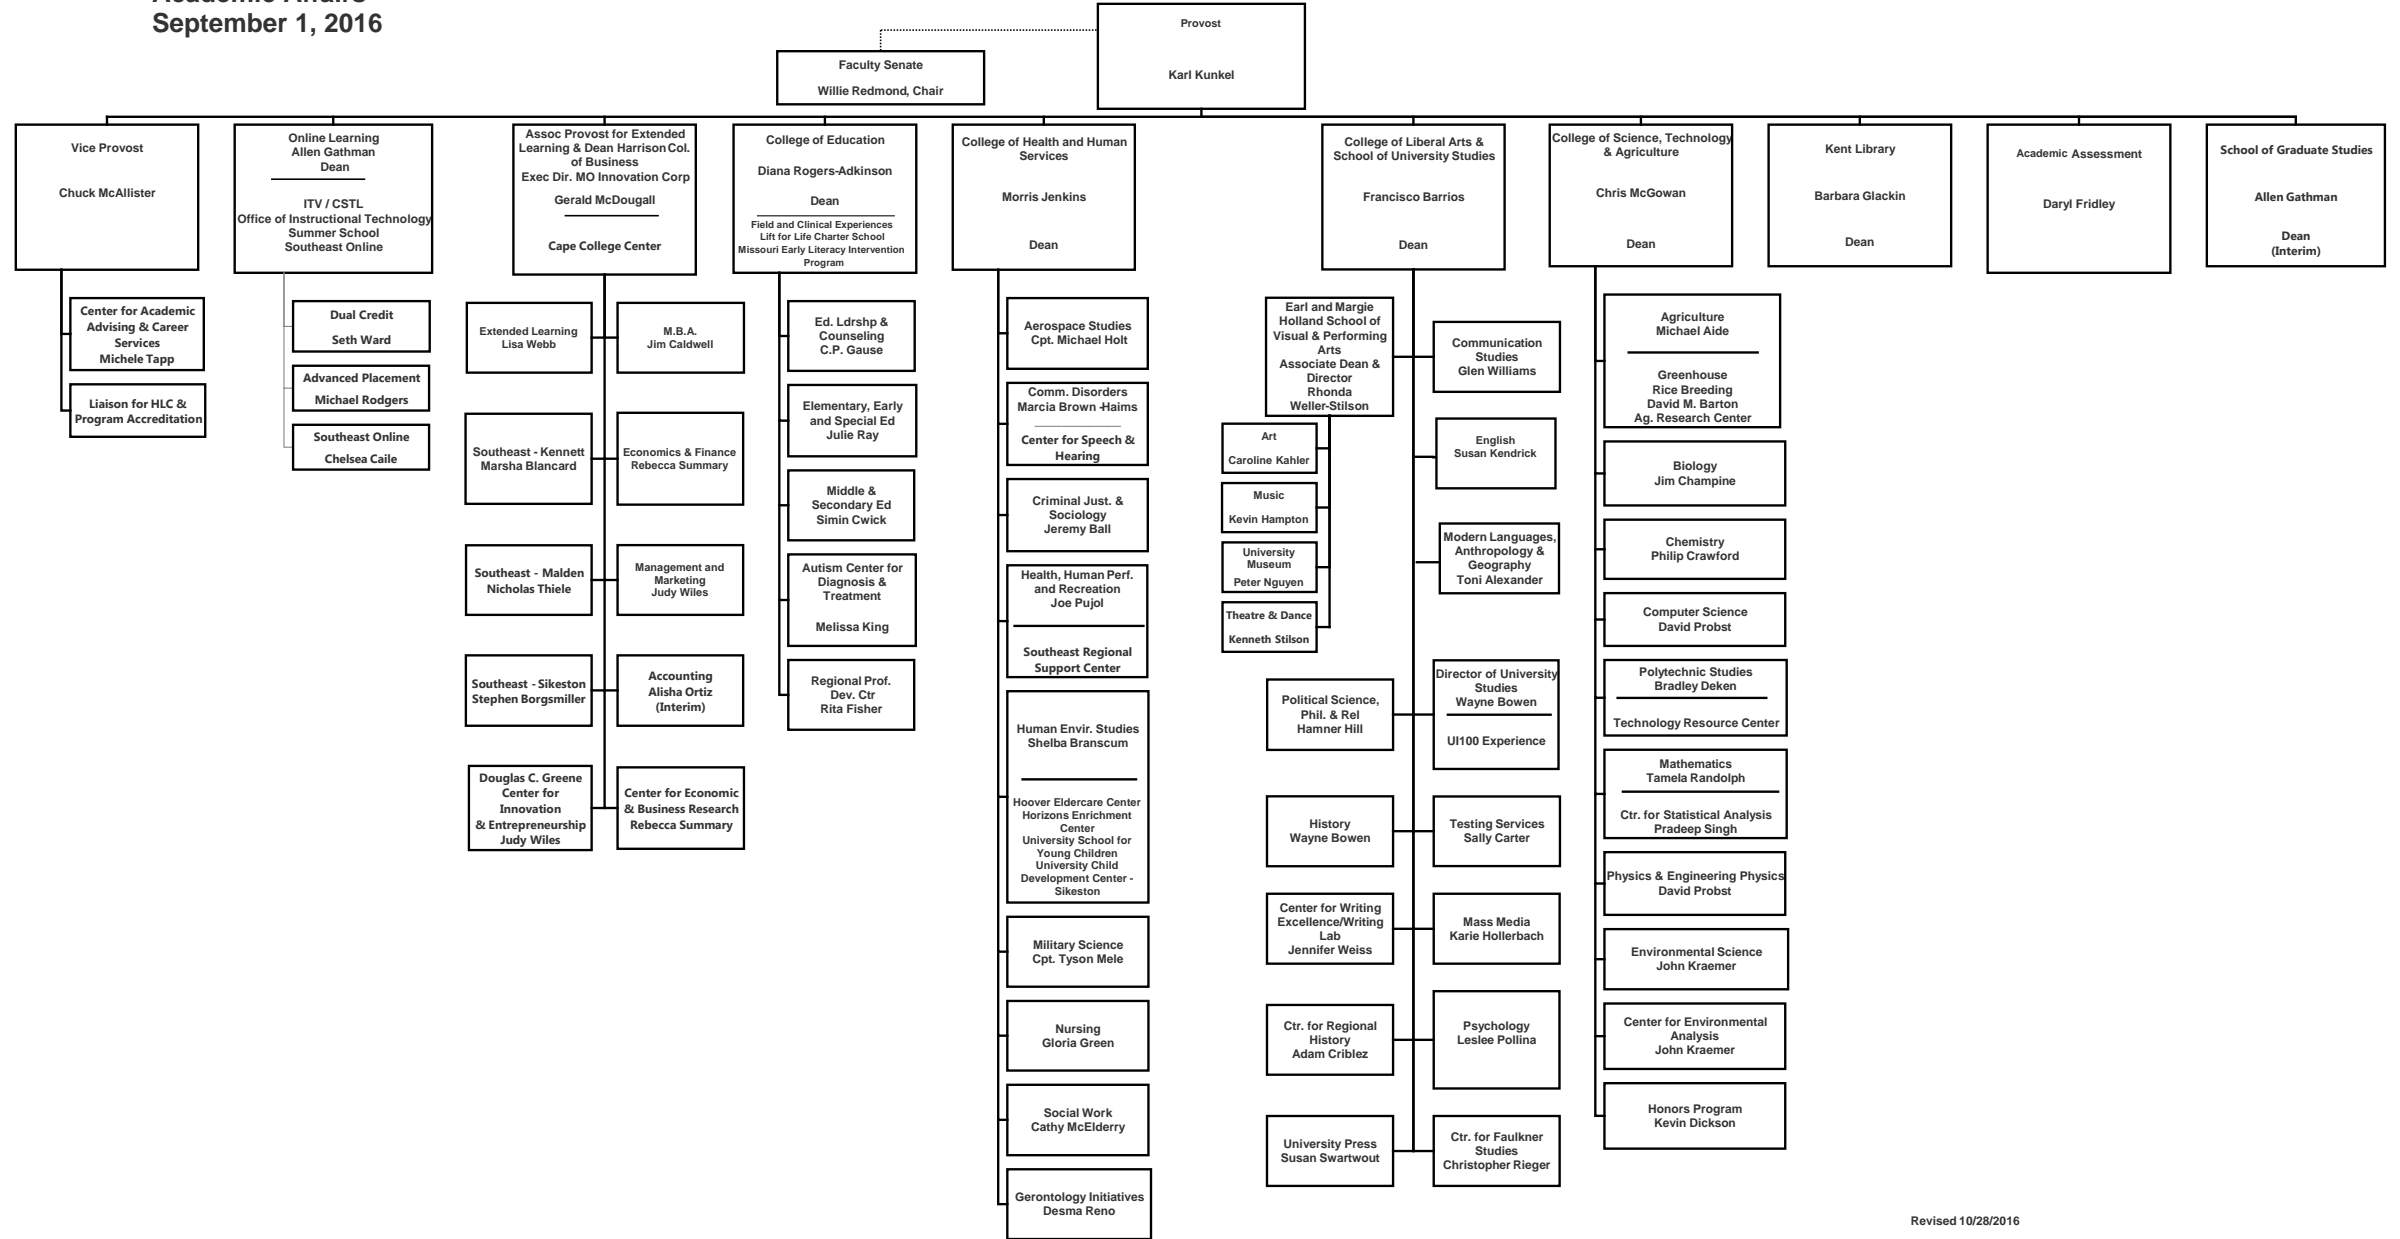 Academic Affairs
September 1, 2016
Provost
Karl Kunkel
Faculty Senate
Willie Redmond, Chair
Vice Provost
Chuck McAllister
Online Learning
Allen Gathman
Dean
ITV / CSTL
Office of Instructional Technology
Summer School
Southeast Online
Assoc Provost for Extended
Learning & Dean Harrison Col.
of Business
Exec Dir. MO Innovation Corp
Gerald McDougall
Cape College Center
College of Education
Diana Rogers-Adkinson
Dean
Field and Clinical Experiences
Lift for Life Charter School
Missouri Early Literacy Intervention
Program
College of Health and Human
Services
Morris Jenkins
Dean
College of Liberal Arts &
School of University Studies
Francisco Barrios
Dean
College of Science, Technology
& Agriculture
Chris McGowan
Dean
Kent Library
Barbara Glackin
Dean
Academic Assessment
Daryl Fridley
School of Graduate Studies
Allen Gathman
Dean
(Interim)
Center for Academic
Advising & Career
Services
Michele Tapp
Liaison for HLC &
Program Accreditation
Dual Credit
Seth Ward
Advanced Placement
Michael Rodgers
Southeast Online
Chelsea Caile
Extended Learning
Lisa Webb
M.B.A.
Jim Caldwell
Southeast - Kennett
Marsha Blancard
Economics & Finance
Rebecca Summary
Southeast - Malden
Nicholas Thiele
Management and
Marketing
Judy Wiles
Southeast - Sikeston
Stephen Borgsmiller
Accounting
Alisha Ortiz
(Interim)
Douglas C. Greene
Center for
Innovation
& Entrepreneurship
Judy Wiles
Center for Economic
& Business Research
Rebecca Summary
Ed. Ldrshp &
Counseling
C.P. Gause
Elementary, Early
and Special Ed
Julie Ray
Middle &
Secondary Ed
Simin Cwick
Autism Center for
Diagnosis &
Treatment
Melissa King
Regional Prof.
Dev. Ctr
Rita Fisher
Aerospace Studies
Cpt. Michael Holt
Comm. Disorders
Marcia Brown -Haims
Center for Speech &
Hearing
Criminal Just. &
Sociology
Jeremy Ball
Health, Human Perf.
and Recreation
Joe Pujol
Southeast Regional
Support Center
Human Envir. Studies
Shelba Branscum
Hoover Eldercare Center
Horizons Enrichment
Center
University School for
Young Children
University Child
Development Center -
Sikeston
Military Science
Cpt. Tyson Mele
Nursing
Gloria Green
Social Work
Cathy McElderry
Gerontology Initiatives
Desma Reno
Earl and Margie
Holland School of
Visual & Performing
Arts
Associate Dean &
Director
Rhonda
Weller-Stilson
Art
Caroline Kahler
Music
Kevin Hampton
University
Museum
Peter Nguyen
Theatre & Dance
Kenneth Stilson
Communication
Studies
Glen Williams
English
Susan Kendrick
Modern Languages,
Anthropology &
Geography
Toni Alexander
Political Science,
Phil. & Rel
Hamner Hill
Director of University
Studies
Wayne Bowen
UI100 Experience
History
Wayne Bowen
Testing Services
Sally Carter
Center for Writing
Excellence/Writing
Lab
Jennifer Weiss
Mass Media
Karie Hollerbach
Ctr. for Regional
History
Adam Criblez
Psychology
Leslee Pollina
University Press
Susan Swartwout
Ctr. for Faulkner
Studies
Christopher Rieger
Agriculture
Michael Aide
Greenhouse
Rice Breeding
David M. Barton
Ag. Research Center
Biology
Jim Champine
Chemistry
Philip Crawford
Computer Science
David Probst
Polytechnic Studies
Bradley Deken
Technology Resource Center
Mathematics
Tamela Randolph
Ctr. for Statistical Analysis
Pradeep Singh
Physics & Engineering Physics
David Probst
Environmental Science
John Kraemer
Center for Environmental
Analysis
John Kraemer
Honors Program
Kevin Dickson
Revised 10/28/2016